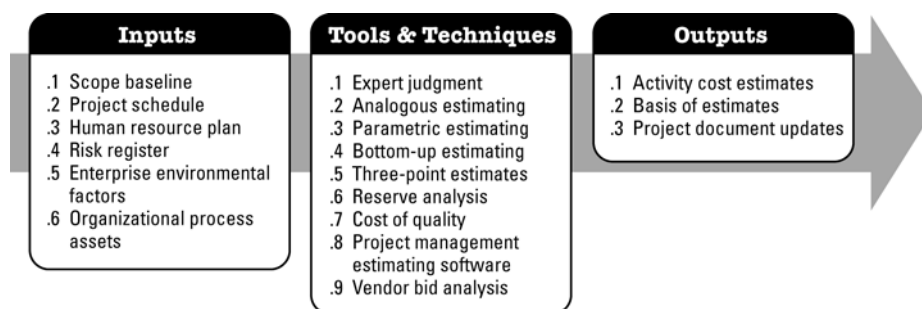 Inputs
.1 Scope baseline
.2 Project schedule
.3 Human resource plan
.4 Risk register
.5 Enterprise environmental
factors
.6 Organizational process
assets
Tools & Techniques
.1 Expert judgment
.2 Analogous estimating
.3 Parametric estimating
.4 Bottom-up estimating
.5 Three-point estimates
.6 Reserve analysis
.7 Cost of quality
.8 Project management
estimating software
.9 Vendor bid analysis
Outputs
.1 Activity cost estimates
.2 Basis of estimates
.3 Project document updates